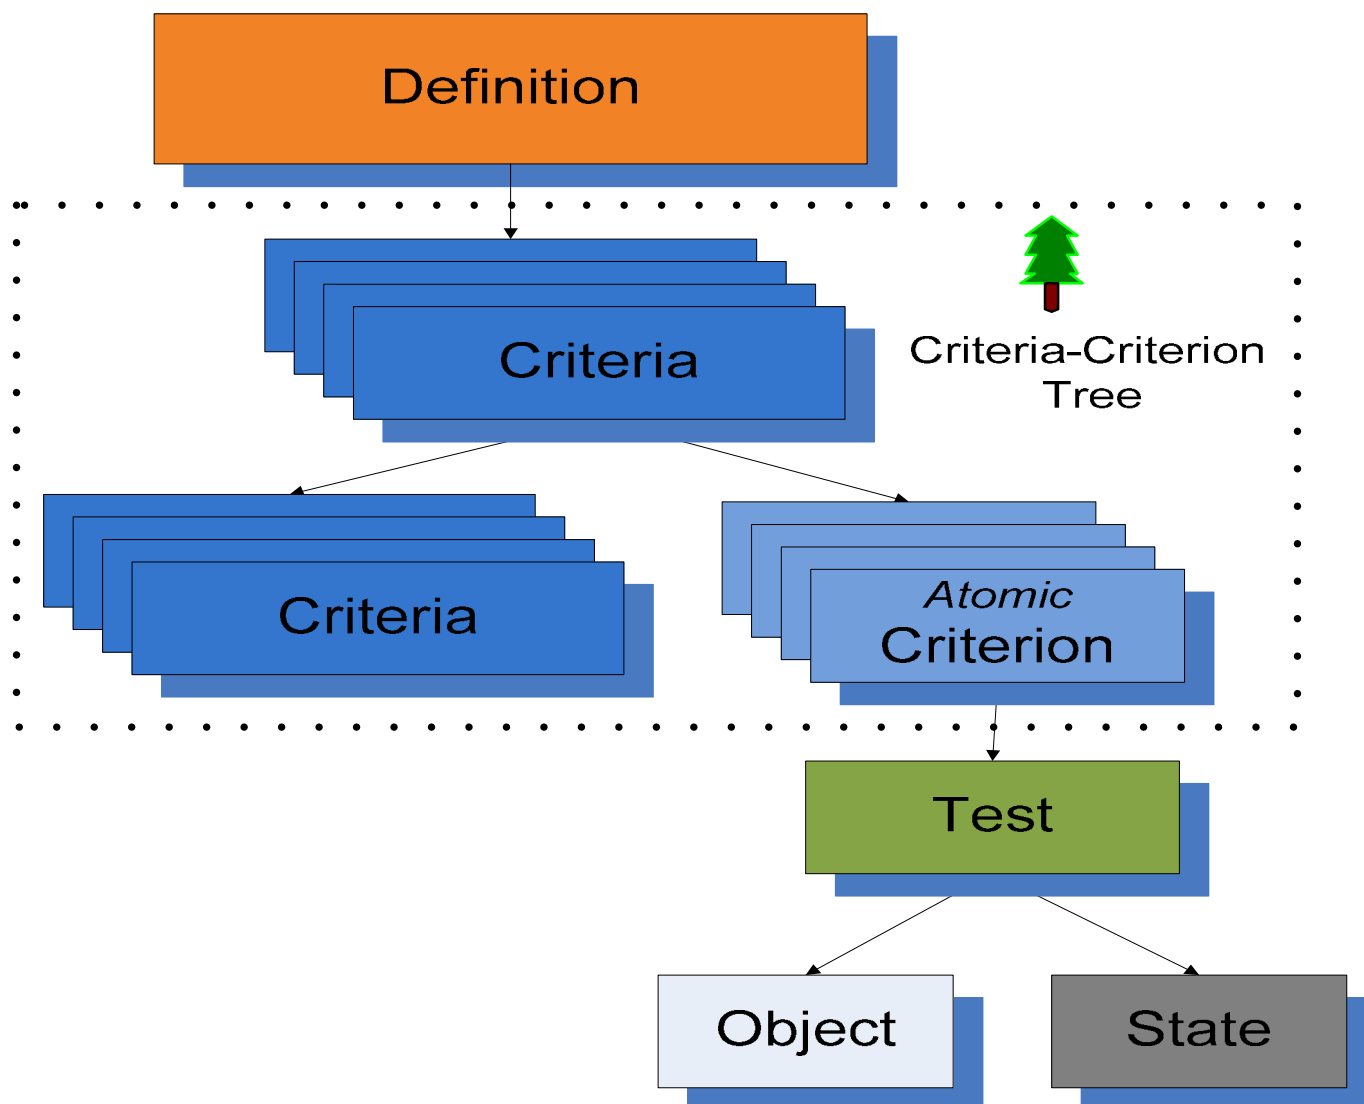 Definition
Criteria
Criteria-Criterion
Tree
Criteria
Atomic
Criterion
Test
Object
State